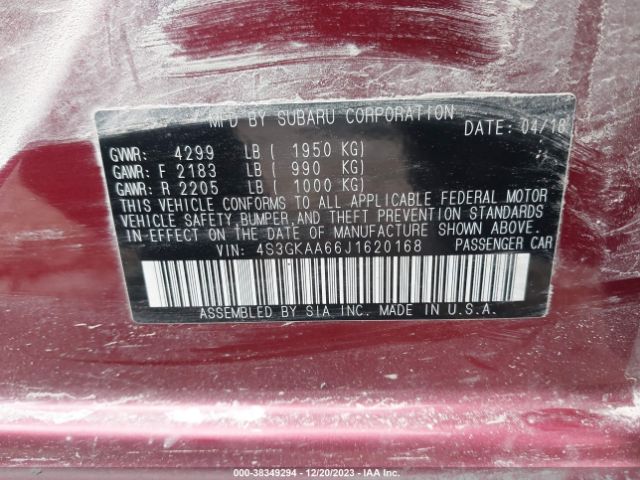 MFD BY SUBARU CORPORATION
DATE: 04/18
GVWR: 4299 LB ( 1950 KG)
GAWR: F 2183 LB ( 990 KG)
GAWR: R 2205 LB ( 1000 KG)
THIS VEHICLE CONFORMS TO ALL APPLICABLE FEDERAL MOTOR
VEHICLE SAFETY, BUMPER, AND THEFT PREVENTION STANDARDS
IN EFFECT ON THE DATE OF MANUFACTURE SHOWN ABOVE.
VIN: 4S3GKAA66J1620168 PASSENGER CAR
ASSEMBLED BY SIA INC. MADE IN U.S.A.
000-38349294 - 12/20/2023 - IAA Inc.